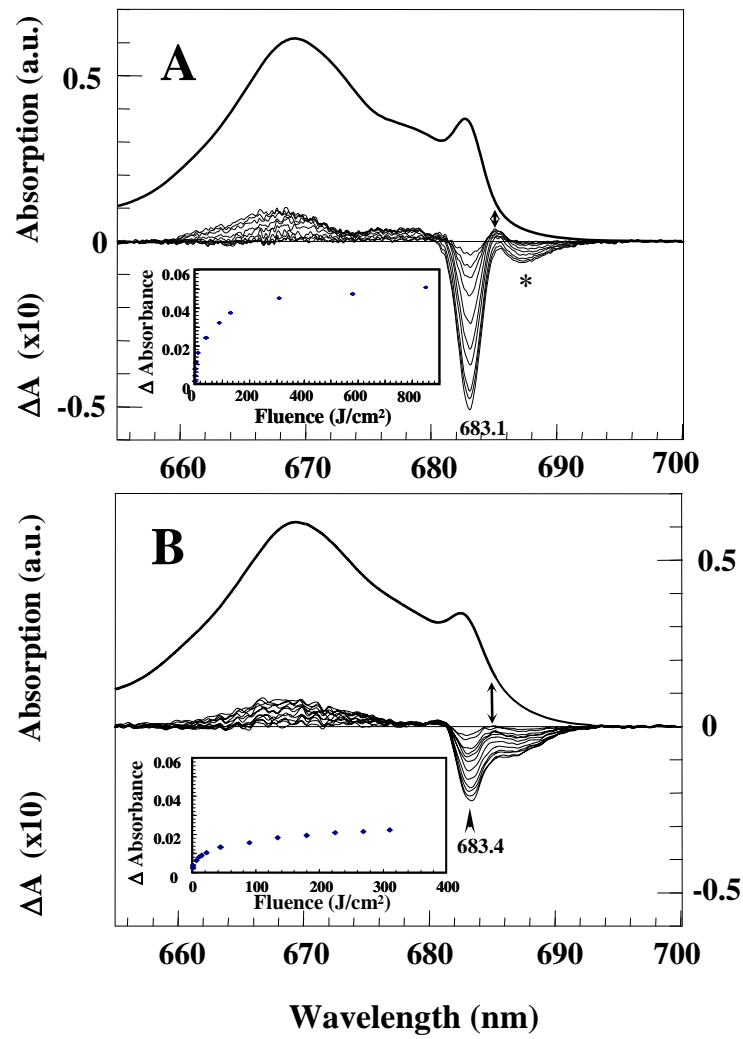 A
Absorption (a.u.)
0.5
0
ΔA (x10)
-0.5
*
683.1
Δ Absorbance
0.06
0.04
0.02
0
0 200 400 600 800
Fluence (J/cm²)
660 670 680 690 700
B
Absorption (a.u.)
0.5
0
ΔA (x10)
-0.5
683.4
Δ Absorbance
0.06
0.04
0.02
0
0 100 200 300 400
Fluence (J/cm²)
660 670 680 690 700
Wavelength (nm)